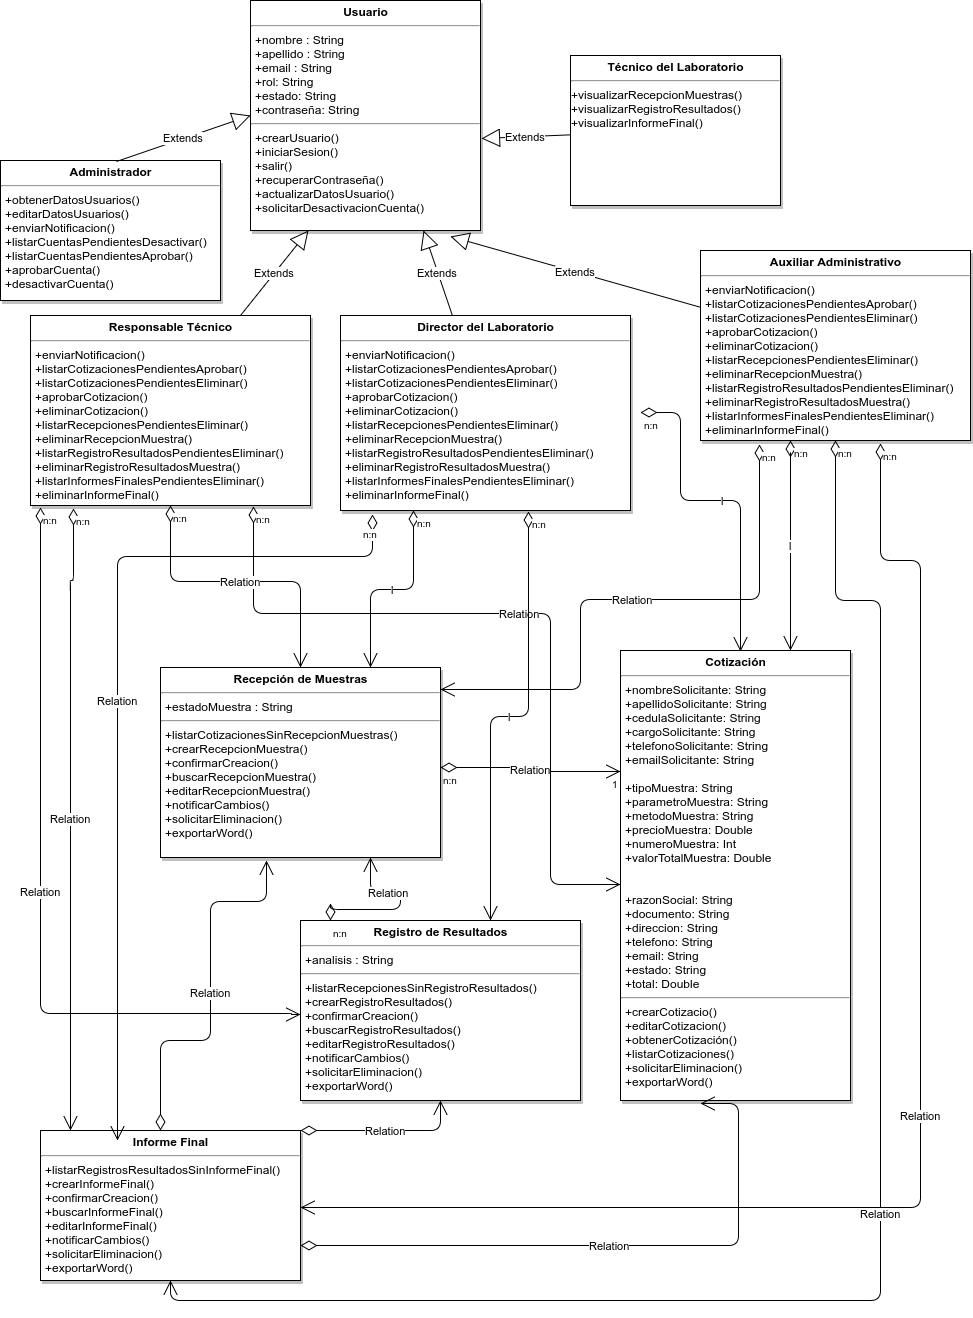 Usuario
+nombre : String
+apellido : String
+email : String
+rol: String
+estado: String
+contraseña: String
+crearUsuario()
+iniciarSesion()
+salir()
+recuperarContraseña()
+actualizarDatosUsuario()
+solicitarDesactivacionCuenta()
Técnico del Laboratorio
+visualizarRecepcionMuestras()
+visualizarRegistroResultados()
+visualizarInformeFinal()
Extends
Extends
Administrador
+obtenerDatosUsuarios()
+editarDatosUsuarios()
+enviarNotificacion()
+listarCuentasPendientesDesactivar()
+listarCuentasPendientesAprobar()
+aprobarCuenta()
+desactivarCuenta()
Extends
Extends
Extends
Auxiliar Administrativo
+enviarNotificacion()
+listarCotizacionesPendientesAprobar()
+listarCotizacionesPendientesEliminar()
+aprobarCotizacion()
+eliminarCotizacion()
+listarRecepcionesPendientesEliminar()
+eliminarRecepcionMuestra()
+listarRegistroResultadosPendientesEliminar()
+eliminarRegistroResultadosMuestra()
+listarInformesFinalesPendientesEliminar()
+eliminarInformeFinal()
Responsable Técnico
+enviarNotificacion()
+listarCotizacionesPendientesAprobar()
+listarCotizacionesPendientesEliminar()
+aprobarCotizacion()
+eliminarCotizacion()
+listarRecepcionesPendientesEliminar()
+eliminarRecepcionMuestra()
+listarRegistroResultadosPendientesEliminar()
+eliminarRegistroResultadosMuestra()
+listarInformesFinalesPendientesEliminar()
+eliminarInformeFinal()
Director del Laboratorio
+enviarNotificacion()
+listarCotizacionesPendientesAprobar()
+listarCotizacionesPendientesEliminar()
+aprobarCotizacion()
+eliminarCotizacion()
+listarRecepcionesPendientesEliminar()
+eliminarRecepcionMuestra()
+listarRegistroResultadosPendientesEliminar()
+eliminarRegistroResultadosMuestra()
+listarInformesFinalesPendientesEliminar()
+eliminarInformeFinal()
n:n
n:n
n:n
n:n
n:n
n:n
n:n
n:n
n:n
n:n
n:n
n:n
Relation
Relation
Relation
Relation
Recepción de Muestras
+estadoMuestra : String
+listarCotizacionesSinRecepcionMuestras()
+crearRecepcionMuestra()
+confirmarCreacion()
+buscarRecepcionMuestra()
+editarRecepcionMuestra()
+notificarCambios()
+solicitarEliminacion()
+exportarWord()
n:n
Relation
1
Cotización
+nombreSolicitante: String
+apellidoSolicitante: String
+cedulaSolicitante: String
+cargoSolicitante: String
+telefonoSolicitante: String
+emailSolicitante: String
+tipoMuestra: String
+parametroMuestra: String
+metodoMuestra: String
+precioMuestra: Double
+numeroMuestra: Int
+valorTotalMuestra: Double
+razonSocial: String
+documento: String
+direccion: String
+telefono: String
+email: String
+estado: String
+total: Double
+crearCotizacio()
+editarCotizacion()
+obtenerCotización()
+listarCotizaciones()
+solicitarEliminacion()
+exportarWord()
Relation
Relation
Relation
n:n
Registro de Resultados
+analisis : String
+listarRecepcionesSinRegistroResultados()
+crearRegistroResultados()
+confirmarCreacion()
+buscarRegistroResultados()
+editarRegistroResultados()
+notificarCambios()
+solicitarEliminacion()
+exportarWord()
Relation
Relation
Relation
Informe Final
+listarRegistrosResultadosSinInformeFinal()
+crearInformeFinal()
+confirmarCreacion()
+buscarInformeFinal()
+editarInformeFinal()
+notificarCambios()
+solicitarEliminacion()
+exportarWord()
Relation
Relation